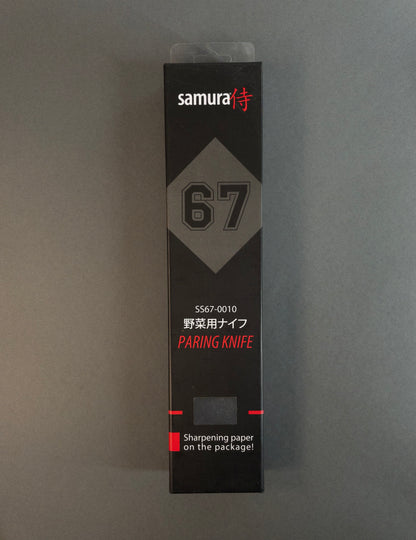 samura侍
67
SS67-0010
野菜用ナイフ
PARING KNIFE
Sharpening paper
on the package!